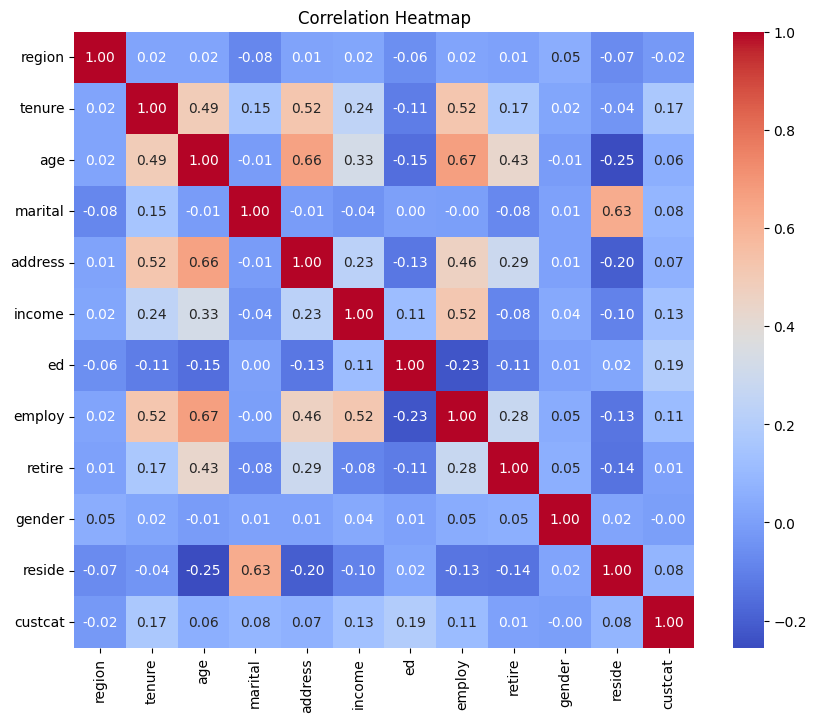 Correlation Heatmap
region 1.00 0.02 0.02 -0.08 0.01 0.02 -0.06 0.02 0.01 0.05 -0.07 -0.02
tenure 0.02 1.00 0.49 0.15 0.52 0.24 -0.11 0.52 0.17 0.02 -0.04 0.17
age 0.02 0.49 1.00 -0.01 0.66 0.33 -0.15 0.67 0.43 -0.01 -0.25 0.06
marital -0.08 0.15 -0.01 1.00 -0.01 -0.04 0.00 -0.00 -0.08 0.01 0.63 0.08
address 0.01 0.52 0.66 -0.01 1.00 0.23 -0.13 0.46 0.29 0.01 -0.20 0.07
income 0.02 0.24 0.33 -0.04 0.23 1.00 0.11 0.52 -0.08 0.04 -0.10 0.13
ed -0.06 -0.11 -0.15 0.00 -0.13 0.11 1.00 -0.23 -0.11 0.01 0.02 0.19
employ 0.02 0.52 0.67 -0.00 0.46 0.52 -0.23 1.00 0.28 0.05 -0.13 0.11
retire 0.01 0.17 0.43 -0.08 0.29 -0.08 -0.11 0.28 1.00 0.05 -0.14 0.01
gender 0.05 0.02 -0.01 0.01 0.01 0.04 0.01 0.05 0.05 1.00 0.02 -0.00
reside -0.07 -0.04 -0.25 0.63 -0.20 -0.10 0.02 -0.13 -0.14 0.02 1.00 0.08
custcat -0.02 0.17 0.06 0.08 0.07 0.13 0.19 0.11 0.01 -0.00 0.08 1.00
region tenure age marital address income ed employ retire gender reside custcat
1.0
0.8
0.6
0.4
0.2
0.0
−0.2